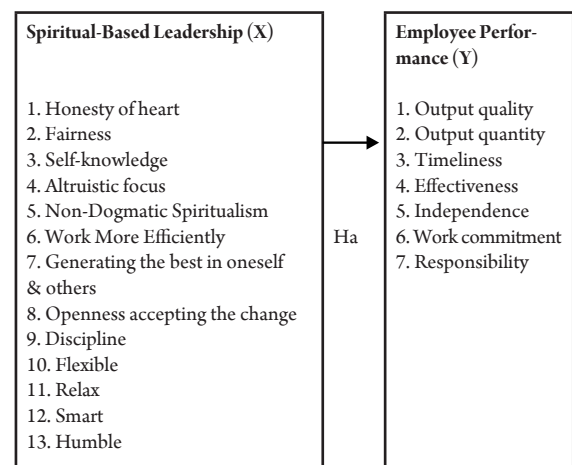 Spiritual-Based Leadership (X)
1. Honesty of heart
2. Fairness
3. Self-knowledge
4. Altruistic focus
5. Non-Dogmatic Spiritualism
6. Work More Efficiently
7. Generating the best in oneself
& others
8. Openness accepting the change
9. Discipline
10. Flexible
11. Relax
12. Smart
13. Humble
Ha
Employee Perfor-
mance (Y)
1. Output quality
2. Output quantity
3. Timeliness
4. Effectiveness
5. Independence
6. Work commitment
7. Responsibility